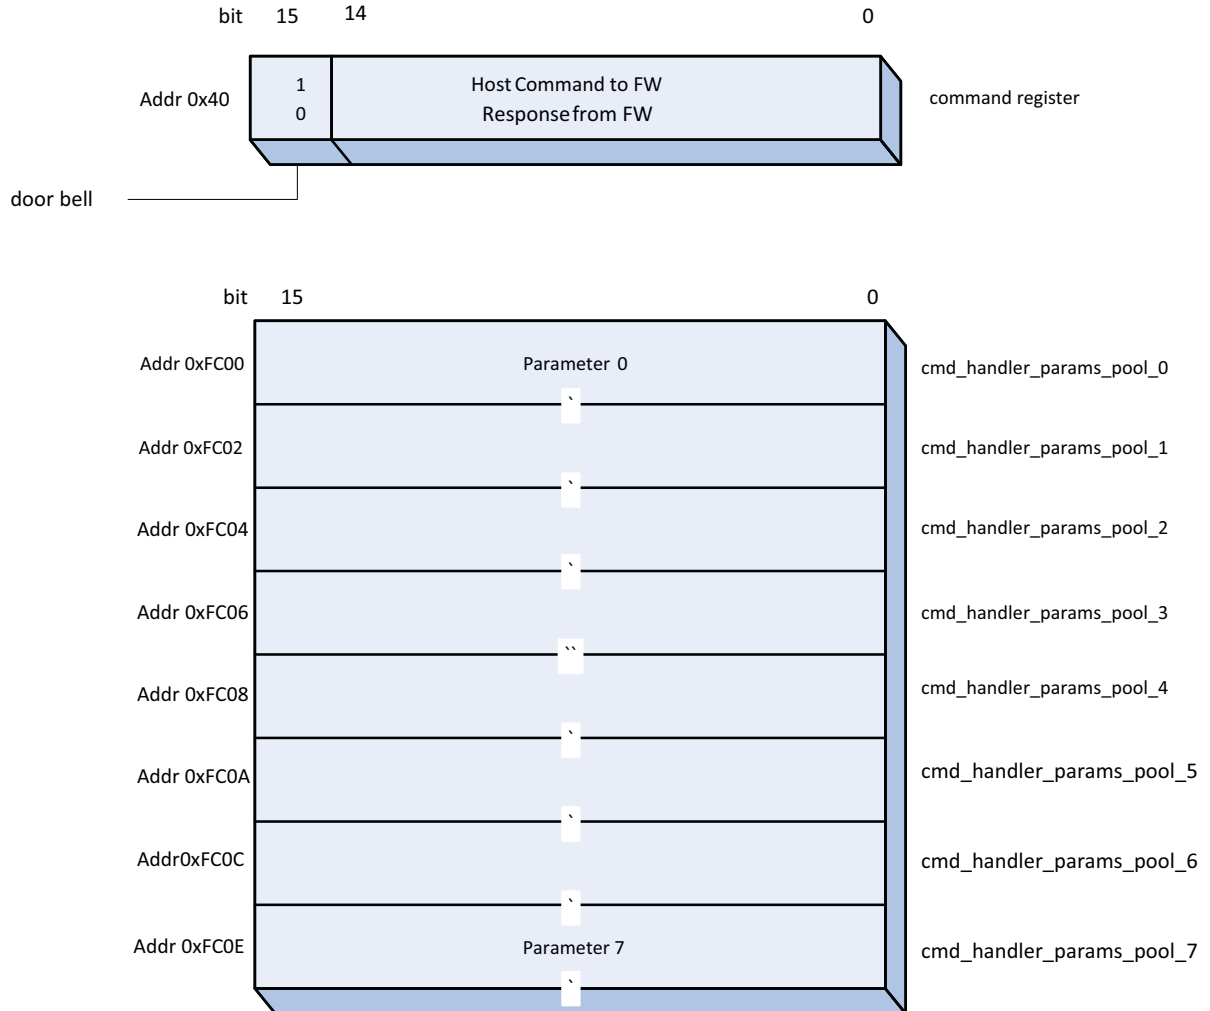 bit 15 14 0
Addr 0x40 1 Host Command to FW command register
0 Response from FW
door bell
bit 15 0
Addr 0xFC00 Parameter 0 cmd_handler_params_pool_0
`
Addr 0xFC02 cmd_handler_params_pool_1
`
Addr 0xFC04 cmd_handler_params_pool_2
`
Addr 0xFC06 cmd_handler_params_pool_3
``
Addr 0xFC08 cmd_handler_params_pool_4
`
Addr 0xFC0A cmd_handler_params_pool_5
`
Addr0xFC0C cmd_handler_params_pool_6
`
Addr 0xFC0E Parameter 7 cmd_handler_params_pool_7
`